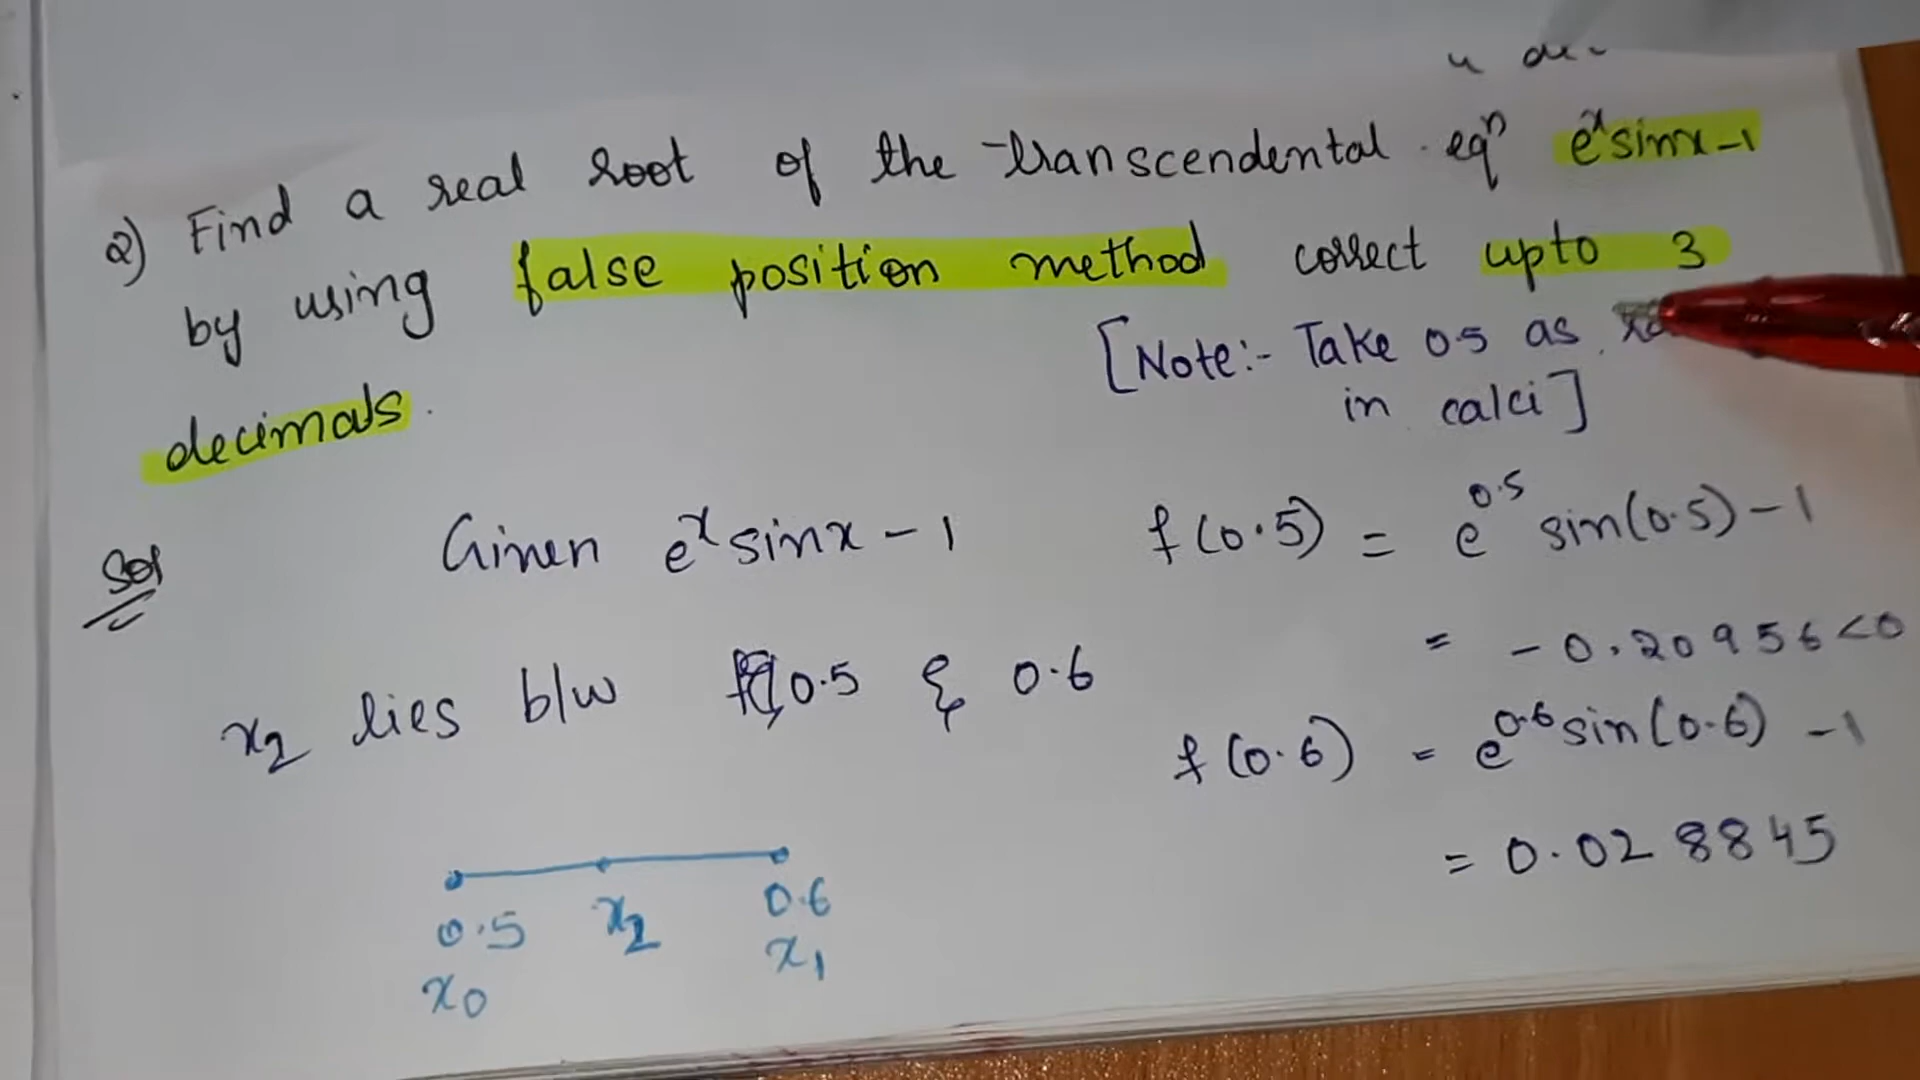 2) Find a real root of the transcendental eqⁿ eˣsinx-1
by using false position method correct upto 3
decimals.
[Note:- Take 0.5 as
in calci]
Sol
Given eˣsinx-1
f(0.5) = e^0.5 sin(0.5)-1
= -0.20956<0
x₂ lies b/w 0.5 & 0.6
f(0.6) = e^0.6 sin(0.6) -1
= 0.028845
0.5 x₂ 0.6
x₀ x₁